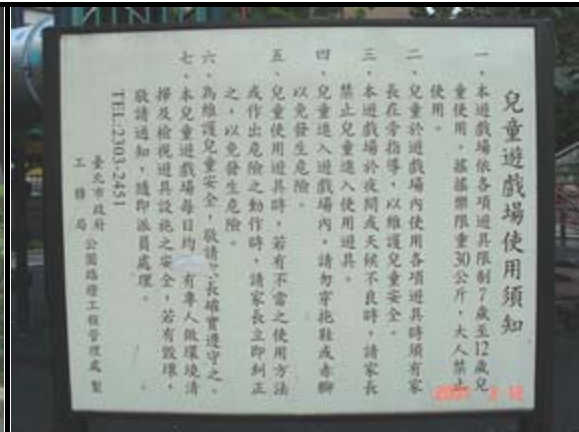 兒童遊戲場使用須知
一、本遊戲場依各項遊具限制7歲至12歲兒
童使用。搖搖樂限重30公斤，大人禁止
使用。
二、兒童於遊戲場內使用各項遊具時須有家
長在旁指導，以維護兒童安全。
三、本遊戲場於夜間或天候不良時，請家長
禁止兒童進入使用遊具。
四、兒童進入遊戲場內，請勿穿拖鞋或赤腳
以免發生危險。
五、兒童使用遊具時，若有不當之使用方法
或作出危險之動作時，請家長立即糾正
之，以免發生危險。
六、為維護兒童安全，敬請家長確實遵守之。
七、本兒童遊戲場每日均有專人做環境清
掃及檢視遊具設施之安全，若有毀壞，
敬請通知，隨即派員處理。
TEL:2303-2451
臺北市政府
工務局
公園路燈工程管理處 製
2007 2 12